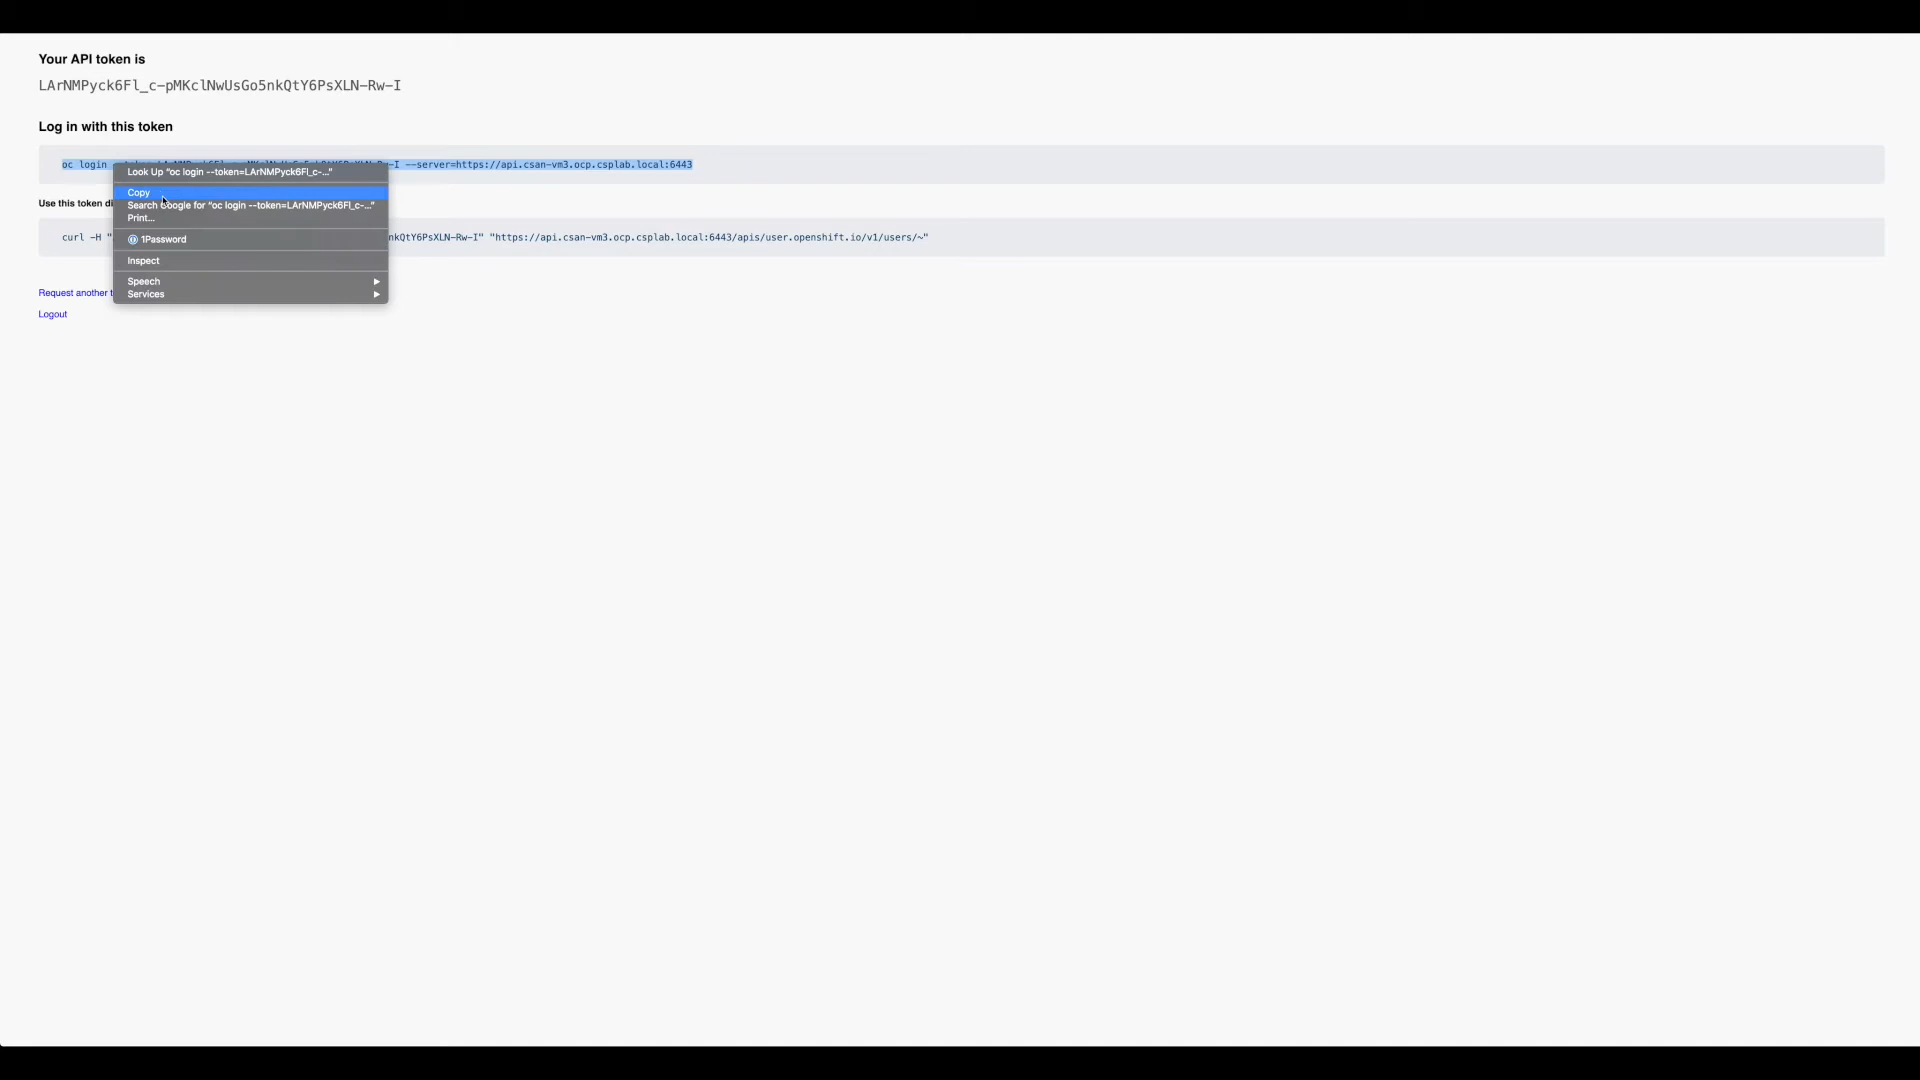 Your API token is
LArNMPyck6Fl_c-pMKclNwUsGo5nkQtY6PsXLN-Rw-I
Log in with this token
oc login -I --server=https://api.csan-vm3.ocp.csplab.local:6443
Look Up “oc login --token=LArNMPyck6Fl_c-...”
Copy
Use this token di
Search Google for “oc login --token=LArNMPyck6Fl_c-...”
Print...
curl -H " nkQtY6PsXLN-Rw-I" "https://api.csan-vm3.ocp.csplab.local:6443/apis/user.openshift.io/v1/users/~"
1Password
Inspect
Speech
Request another t
Services
Logout